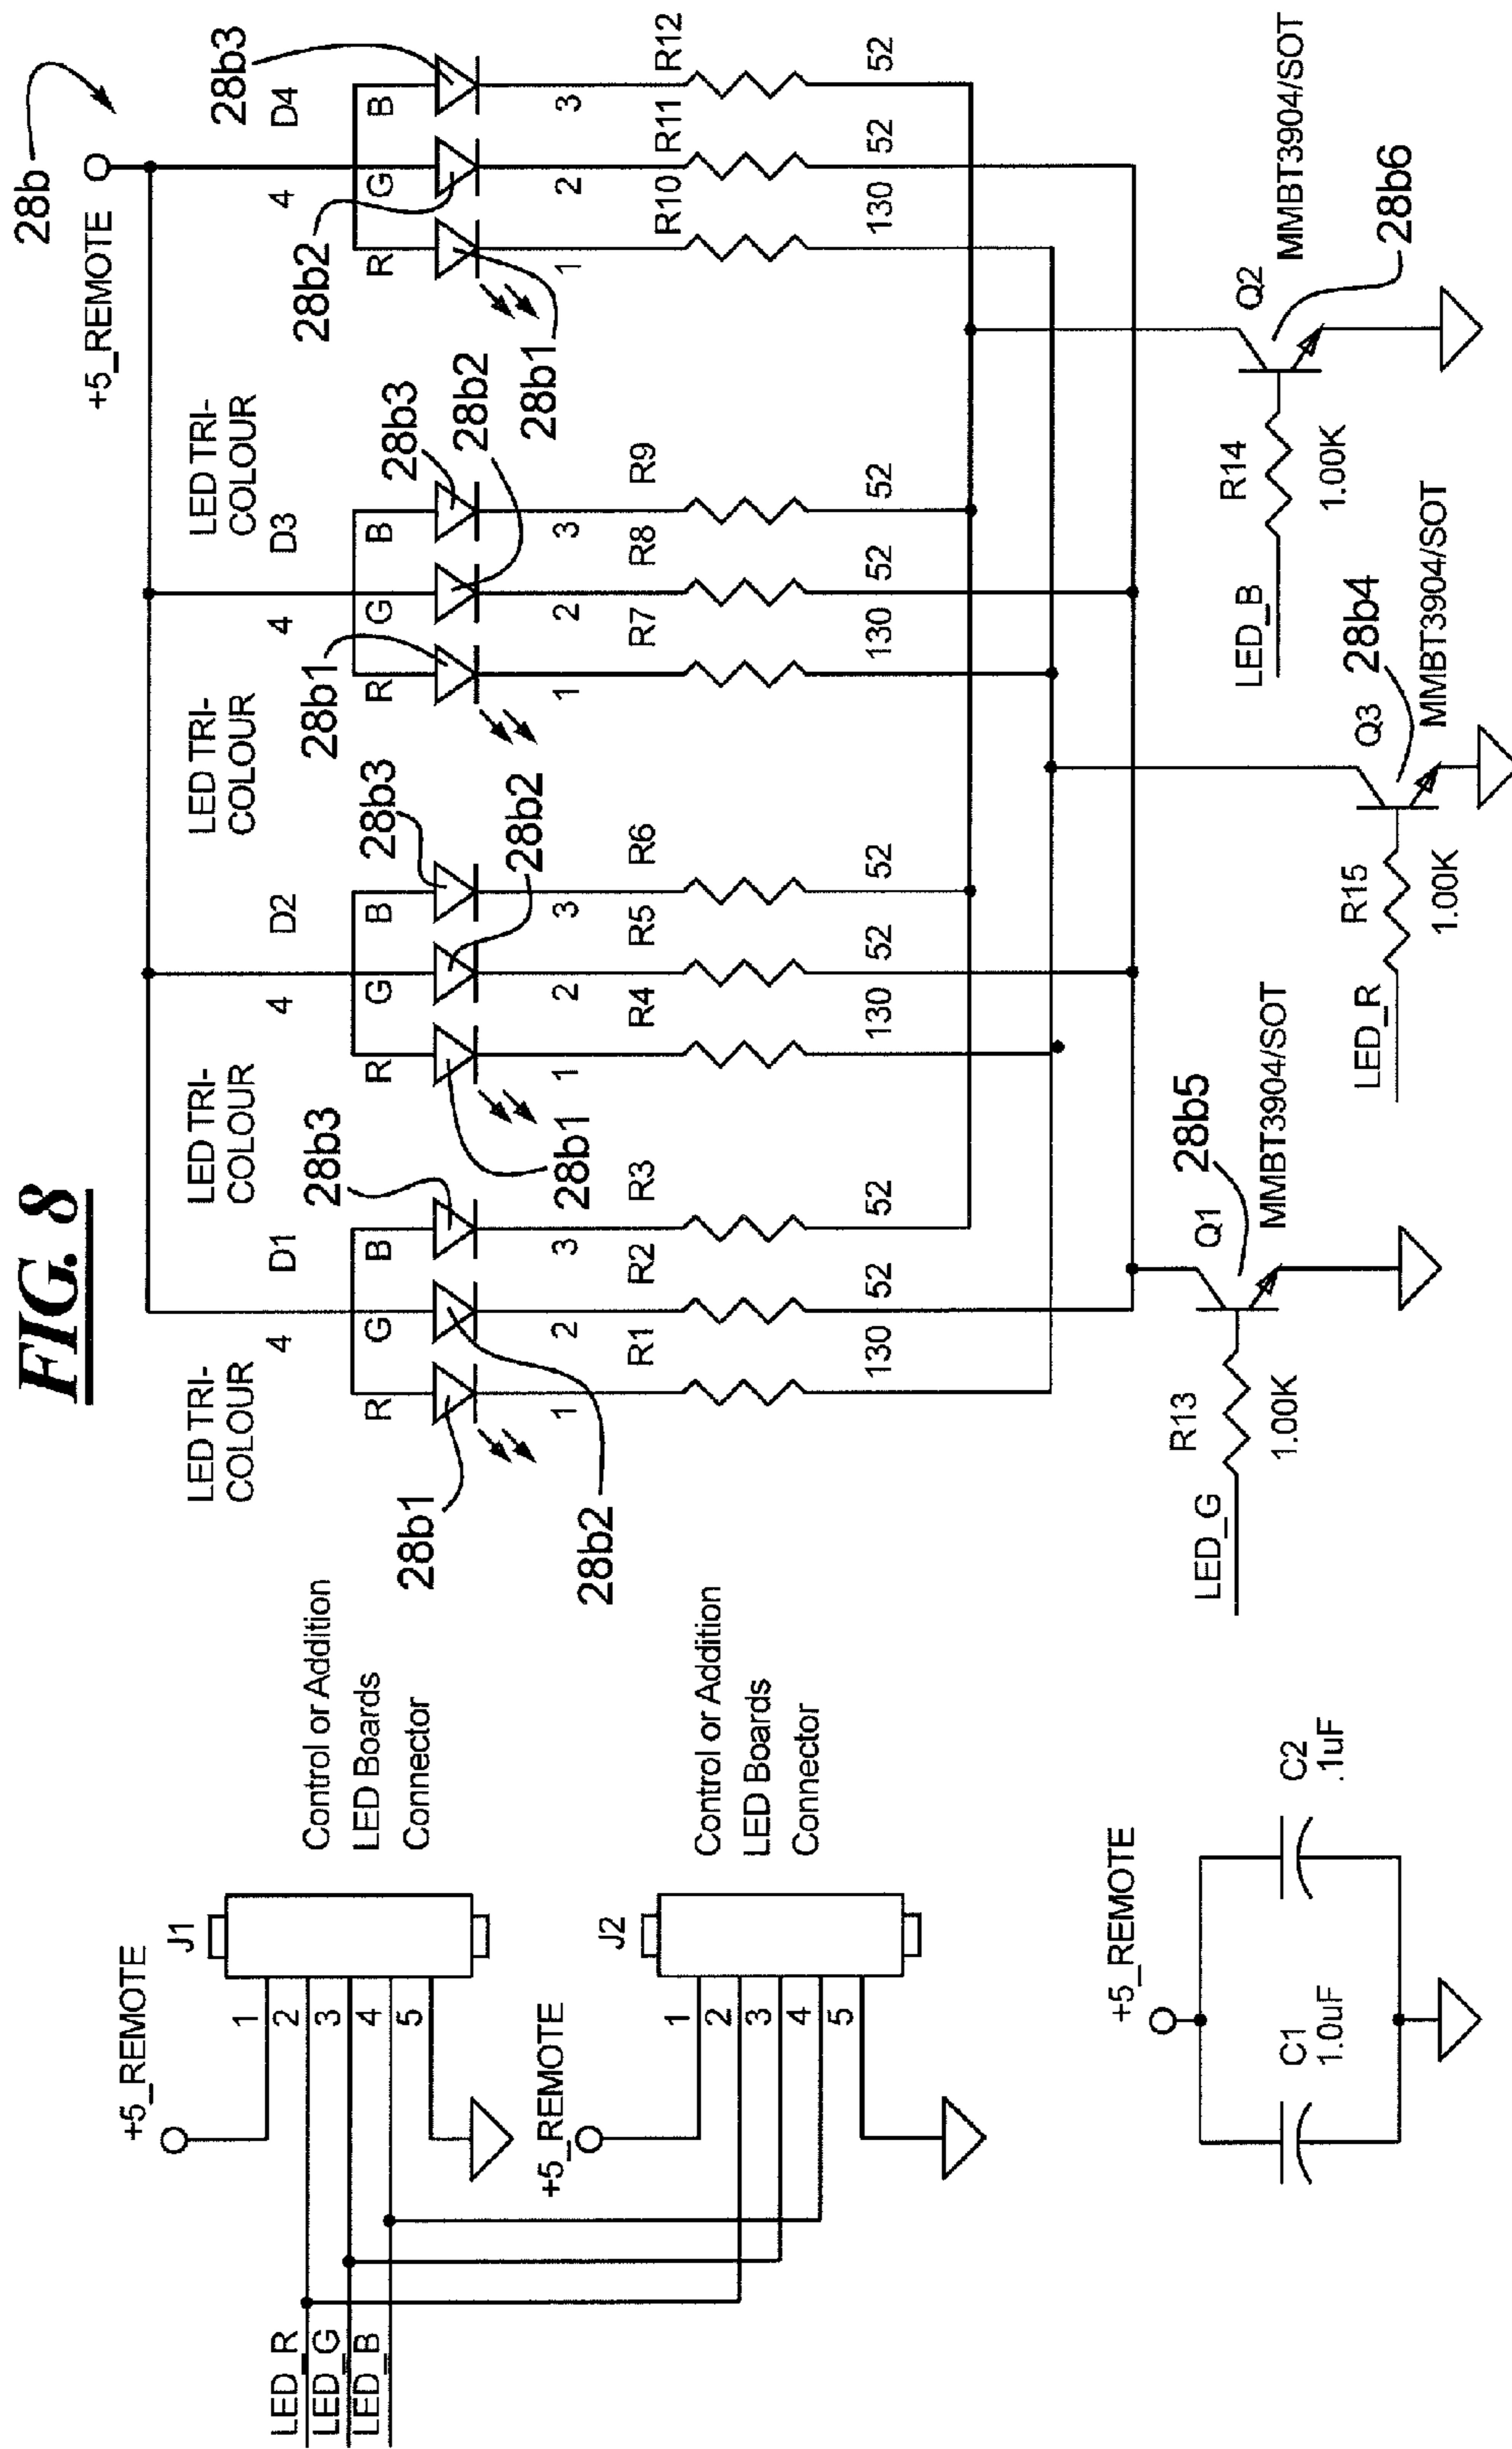 FIG. 8
28b
+5_REMOTE
LED TRI-
COLOUR
D1
4
R
G
B
28b1
28b2
28b3
1
2
3
R1
R2
R3
130
52
52
LED TRI-
COLOUR
D2
4
R
G
B
28b1
28b2
28b3
1
2
3
R4
R5
R6
130
52
52
LED TRI-
COLOUR
D3
4
R
G
B
28b1
28b2
28b3
1
2
3
R7
R8
R9
130
52
52
LED TRI-
COLOUR
D4
4
R
G
B
28b1
28b2
28b3
1
2
3
R10
R11
R12
130
52
52
LED_G
R13
1.00K
Q1
28b5
MMBT3904/SOT
LED_R
R15
1.00K
Q3
28b4
MMBT3904/SOT
LED_B
R14
1.00K
Q2
28b6
MMBT3904/SOT
+5_REMOTE
J1
1
2
3
4
5
LED_R
LED_G
LED_B
Control or Addition
LED Boards
Connector
+5_REMOTE
J2
1
2
3
4
5
Control or Addition
LED Boards
Connector
+5_REMOTE
C1
1.0uF
C2
.1uF